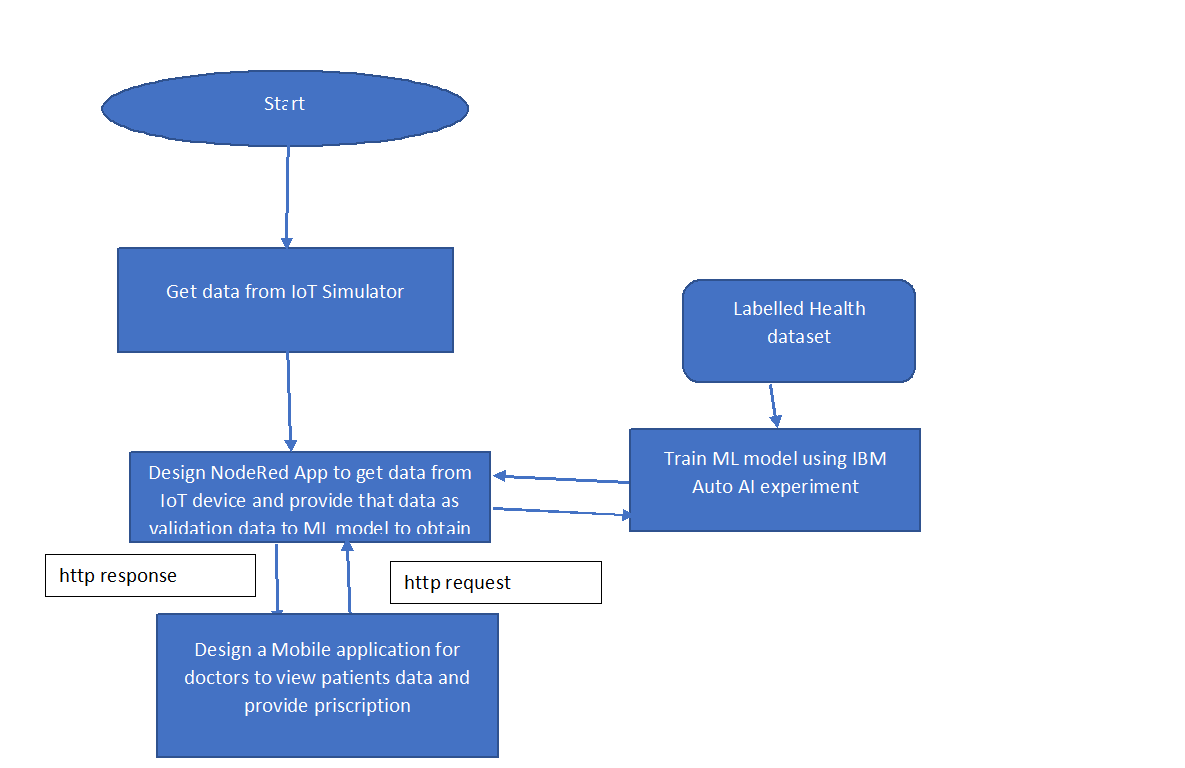 Start
Get data from IoT Simulator
Labelled Health
dataset
Design NodeRed App to get data from
IoT device and provide that data as
validation data to ML model to obtain
Train ML model using IBM
Auto AI experiment
http response
http request
Design a Mobile application for
doctors to view patients data and
provide priscription